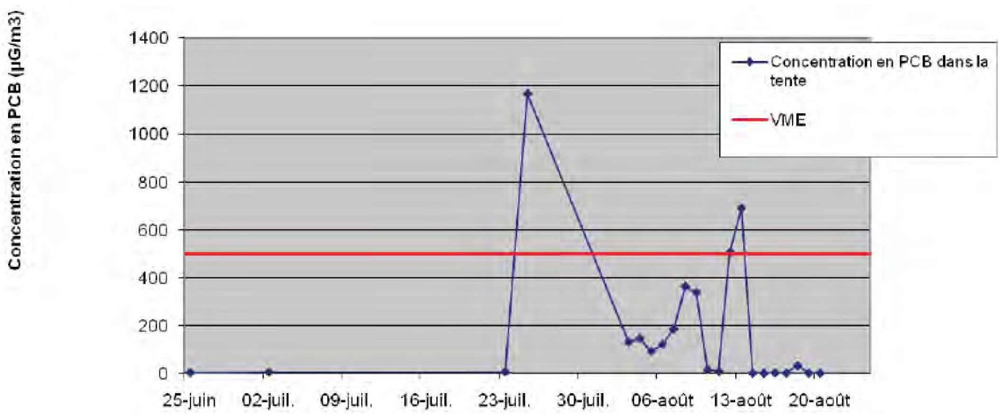 Concentration en PCB (µG/m3)
1400
1200
1000
800
600
400
200
0
25-juin 02-juil. 09-juil. 16-juil. 23-juil. 30-juil. 06-août 13-août 20-août
Concentration en PCB dans la
tente
VME